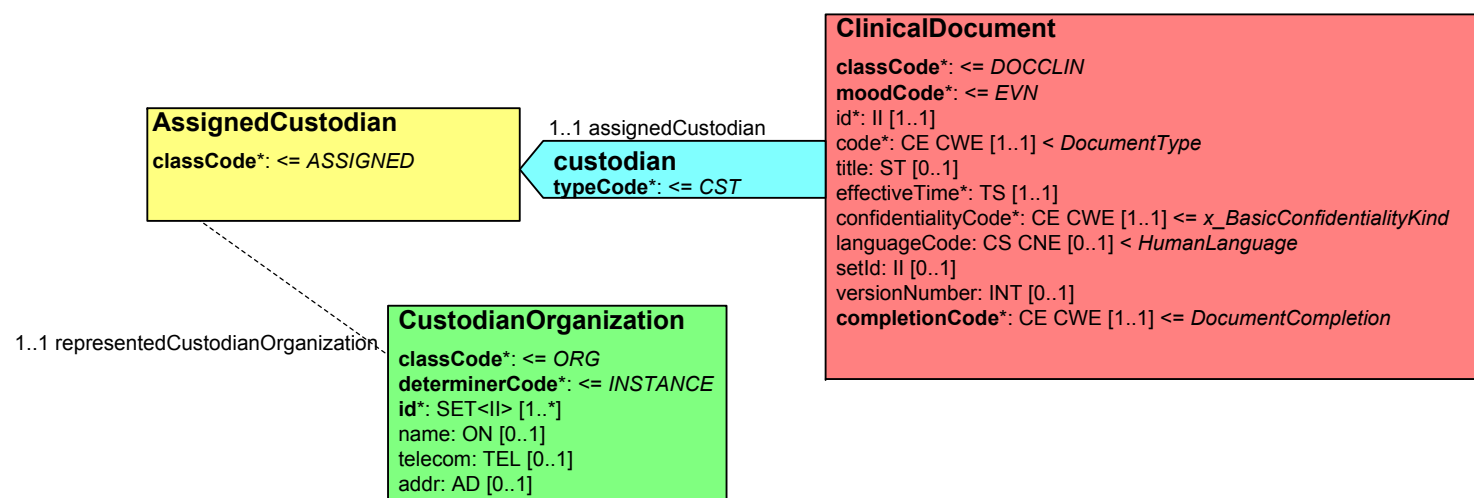 ClinicalDocument
classCode*: <= DOCCLIN
moodCode*: <= EVN
id*: II [1..1]
code*: CE CWE [1..1] < DocumentType
title: ST [0..1]
effectiveTime*: TS [1..1]
confidentialityCode*: CE CWE [1..1] <= x_BasicConfidentialityKind
languageCode: CS CNE [0..1] < HumanLanguage
setId: II [0..1]
versionNumber: INT [0..1]
completionCode*: CE CWE [1..1] <= DocumentCompletion
1..1 assignedCustodian
custodian
typeCode*: <= CST
AssignedCustodian
classCode*: <= ASSIGNED
1..1 representedCustodianOrganization
CustodianOrganization
classCode*: <= ORG
determinerCode*: <= INSTANCE
id*: SET<II> [1..*]
name: ON [0..1]
telecom: TEL [0..1]
addr: AD [0..1]